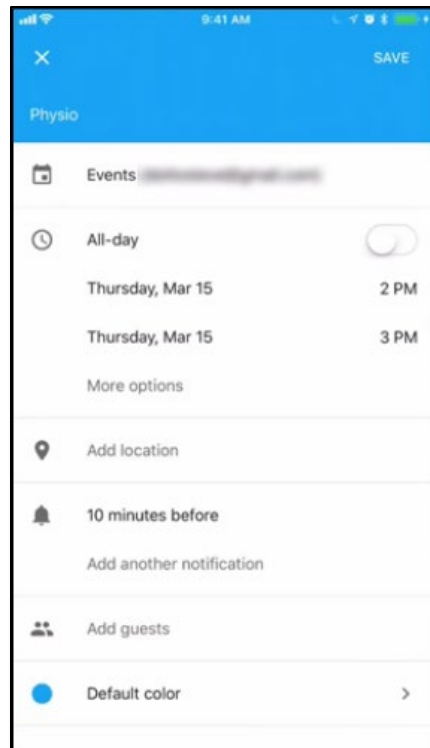 9:41 AM
SAVE
Physio
Events
All-day
Thursday, Mar 15 2 PM
Thursday, Mar 15 3 PM
More options
Add location
10 minutes before
Add another notification
Add guests
Default color